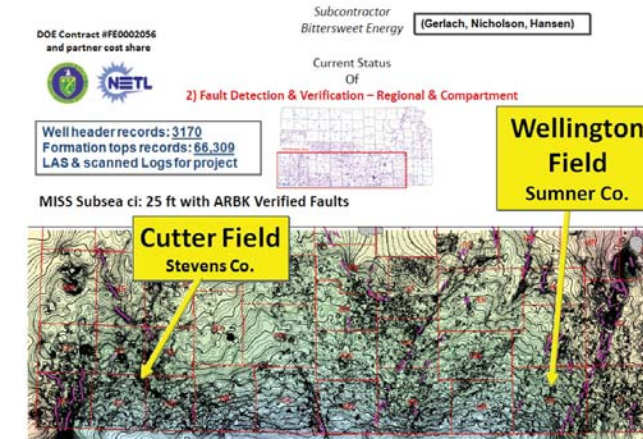 Subcontractor
Bittersweet Energy
(Gerlach, Nicholson, Hansen)
DOE Contract #FE0002056
and partner cost share
NETL
Current Status
Of
2) Fault Detection & Verification – Regional & Compartment
Well header records: 3170
Formation tops records: 66,309
LAS & scanned Logs for project
Wellington
Field
Sumner Co.
MISS Subsea ci: 25 ft with ARBK Verified Faults
Cutter Field
Stevens Co.